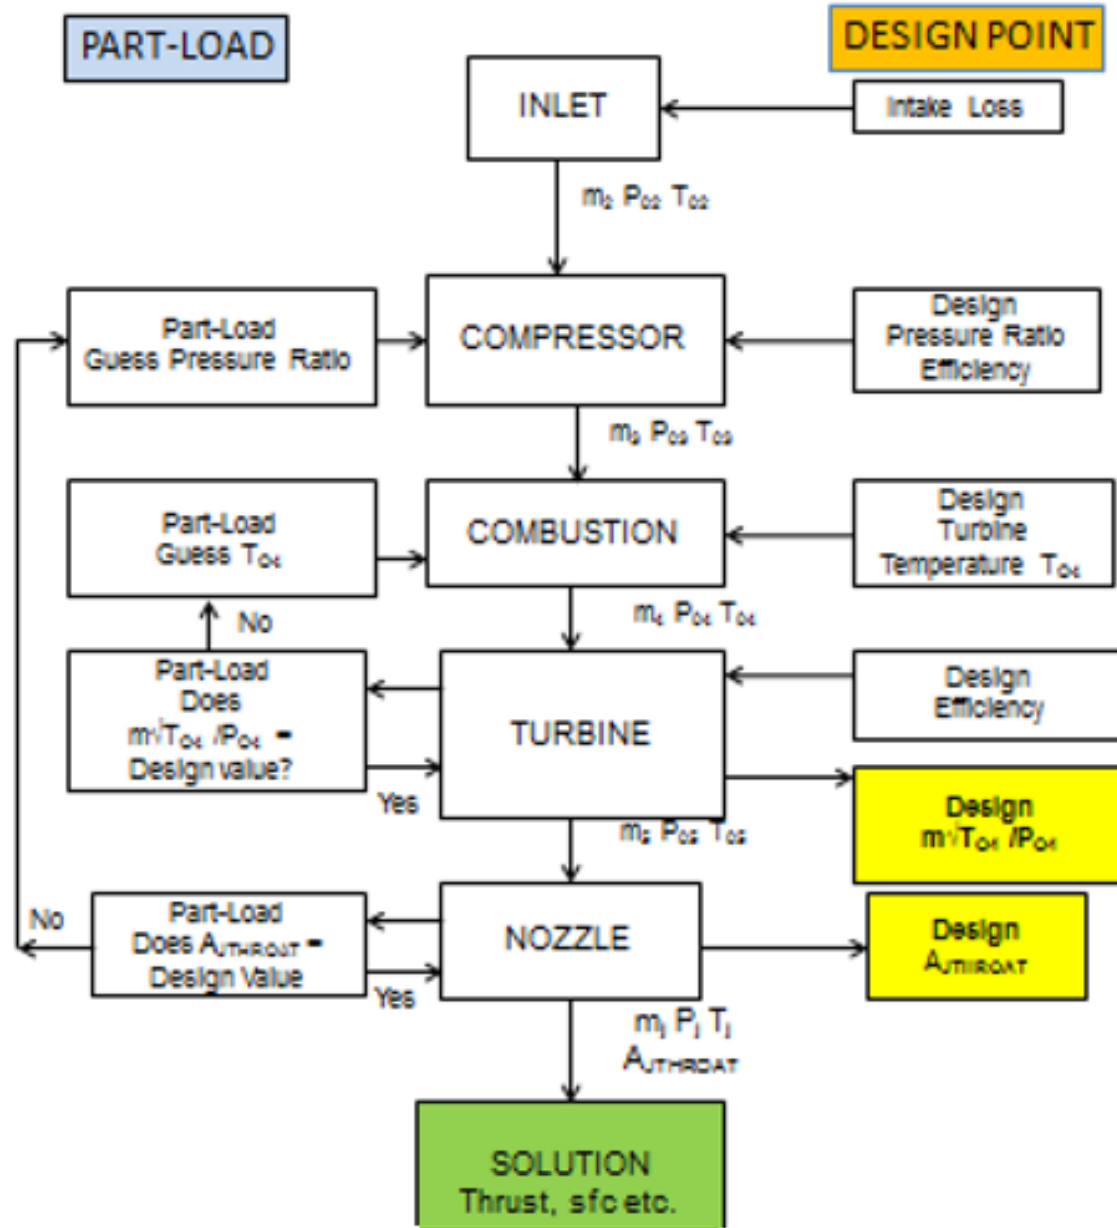 PART-LOAD
DESIGN POINT
INLET
Intake Loss
m₂ P₀₂ T₀₂
Part-Load
Guess Pressure Ratio
COMPRESSOR
Design
Pressure Ratio
Efficiency
m₃ P₀₃ T₀₃
Part-Load
Guess T₀₄
COMBUSTION
Design
Turbine
Temperature T₀₄
No
m₄ P₀₄ T₀₄
Part-Load
Does
m√T₀₄ /P₀₄ =
Design value?
TURBINE
Design
Efficiency
Yes
Design
m√T₀₄ /P₀₄
m₅ P₀₅ T₀₅
No
Part-Load
Does A_JTHROAT =
Design Value
NOZZLE
Design
A_JTHROAT
Yes
mⱼ Pⱼ Tⱼ
A_JTHROAT
SOLUTION
Thrust, sfc etc.